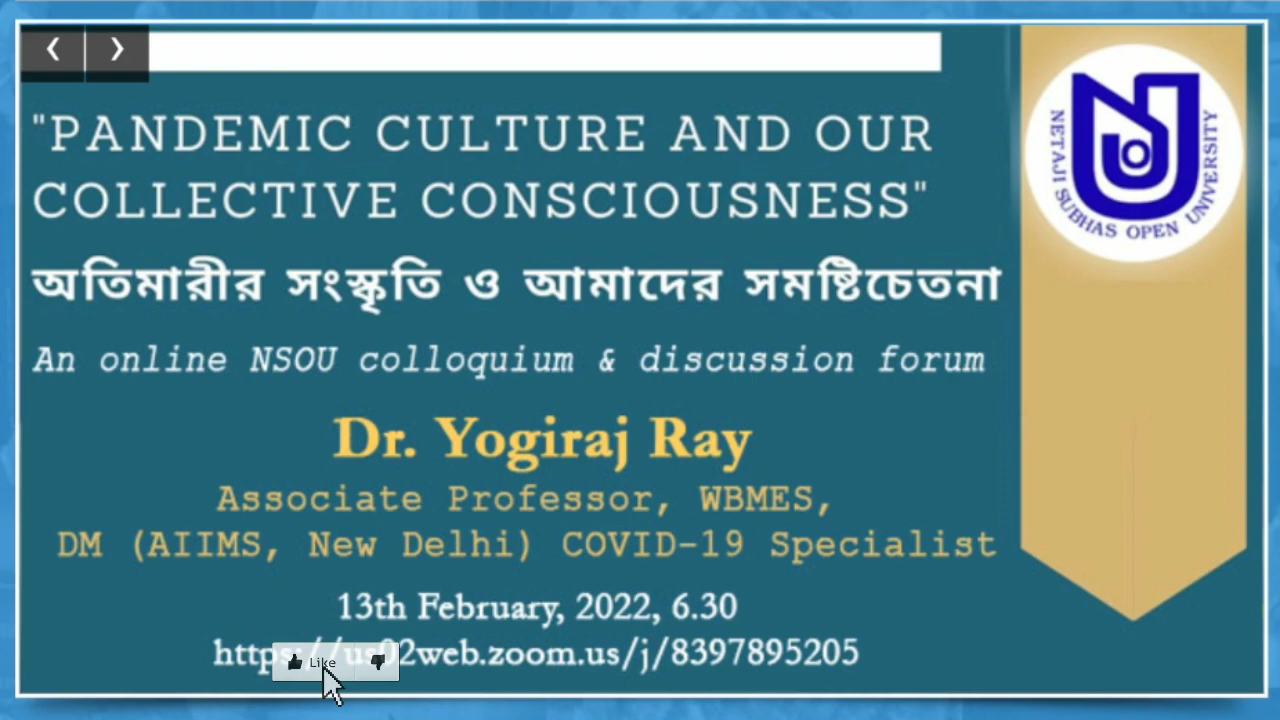 "PANDEMIC CULTURE AND OUR
COLLECTIVE CONSCIOUSNESS"
অতিমারীর সংস্কৃতি ও আমাদের সমষ্টিচেতনা
An online NSOU colloquium & discussion forum
Dr. Yogiraj Ray
Associate Professor, WBMES,
DM (AIIMS, New Delhi) COVID-19 Specialist
13th February, 2022, 6.30
https://us02web.zoom.us/j/8397895205
Like
NETAJI SUBHAS OPEN UNIVERSITY